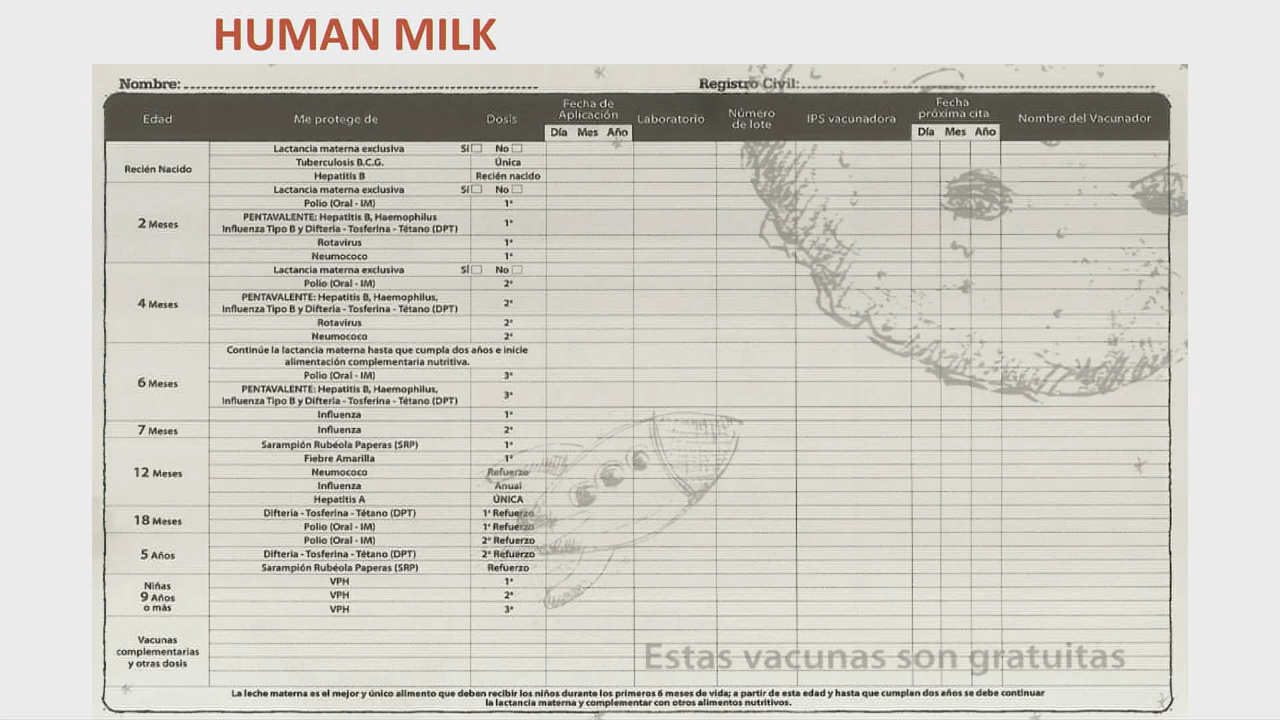 HUMAN MILK
Nombre:
Registro Civil:
Edad
Me protege de
Dosis
Fecha de
Aplicación
Día Mes Año
Laboratorio
Número
de lote
IPS vacunadora
Fecha
próxima cita
Día Mes Año
Nombre del Vacunador
Recién Nacido
Lactancia materna exclusiva SI No
Tuberculosis B.C.G. Única
Hepatitis B Recién nacido
2 Meses
Lactancia materna exclusiva SI No
Polio (Oral - IM) 1ª
PENTAVALENTE: Hepatitis B, Haemophilus
Influenza Tipo B y Difteria - Tosferina - Tétano (DPT) 1ª
Rotavirus 1ª
Neumococo 1ª
4 Meses
Lactancia materna exclusiva SI No
Polio (Oral - IM) 2ª
PENTAVALENTE: Hepatitis B, Haemophilus,
Influenza Tipo B y Difteria - Tosferina - Tétano (DPT) 2ª
Rotavirus 2ª
Neumococo 2ª
6 Meses
Continúe la lactancia materna hasta que cumpla dos años e inicie
alimentación complementaria nutritiva.
Polio (Oral - IM) 3ª
PENTAVALENTE: Hepatitis B, Haemophilus,
Influenza Tipo B y Difteria - Tosferina - Tétano (DPT) 3ª
Influenza 1ª
7 Meses
Influenza 2ª
12 Meses
Sarampión Rubéola Paperas (SRP) 1ª
Fiebre Amarilla 1ª
Neumococo Refuerzo
Influenza Anual
Hepatitis A ÚNICA
18 Meses
Difteria - Tosferina - Tétano (DPT) 1ª Refuerzo
Polio (Oral - IM) 1ª Refuerzo
5 Años
Polio (Oral - IM) 2ª Refuerzo
Difteria - Tosferina - Tétano (DPT) 2ª Refuerzo
Sarampión Rubéola Paperas (SRP) Refuerzo
Niñas
9 Años
o más
VPH 1ª
VPH 2ª
VPH 3ª
Vacunas
complementarias
y otras dosis
Estas vacunas son gratuitas
La leche materna es el mejor y único alimento que deben recibir los niños durante los primeros 6 meses de vida; a partir de esta edad y hasta que cumplan dos años se debe continuar
la lactancia materna y complementar con otros alimentos nutritivos.